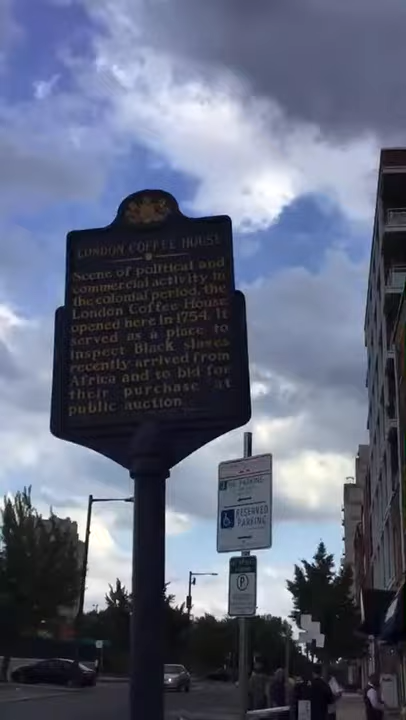 LONDON COFFEE HOUSE
Scene of political and
commercial activity in
the colonial period, the
London Coffee House
opened here in 1754. It
served as a place to
inspect Black slaves
recently arrived from
Africa and to bid for
their purchase at
public auction.
NO PARKING
RESERVED
PARKING
P